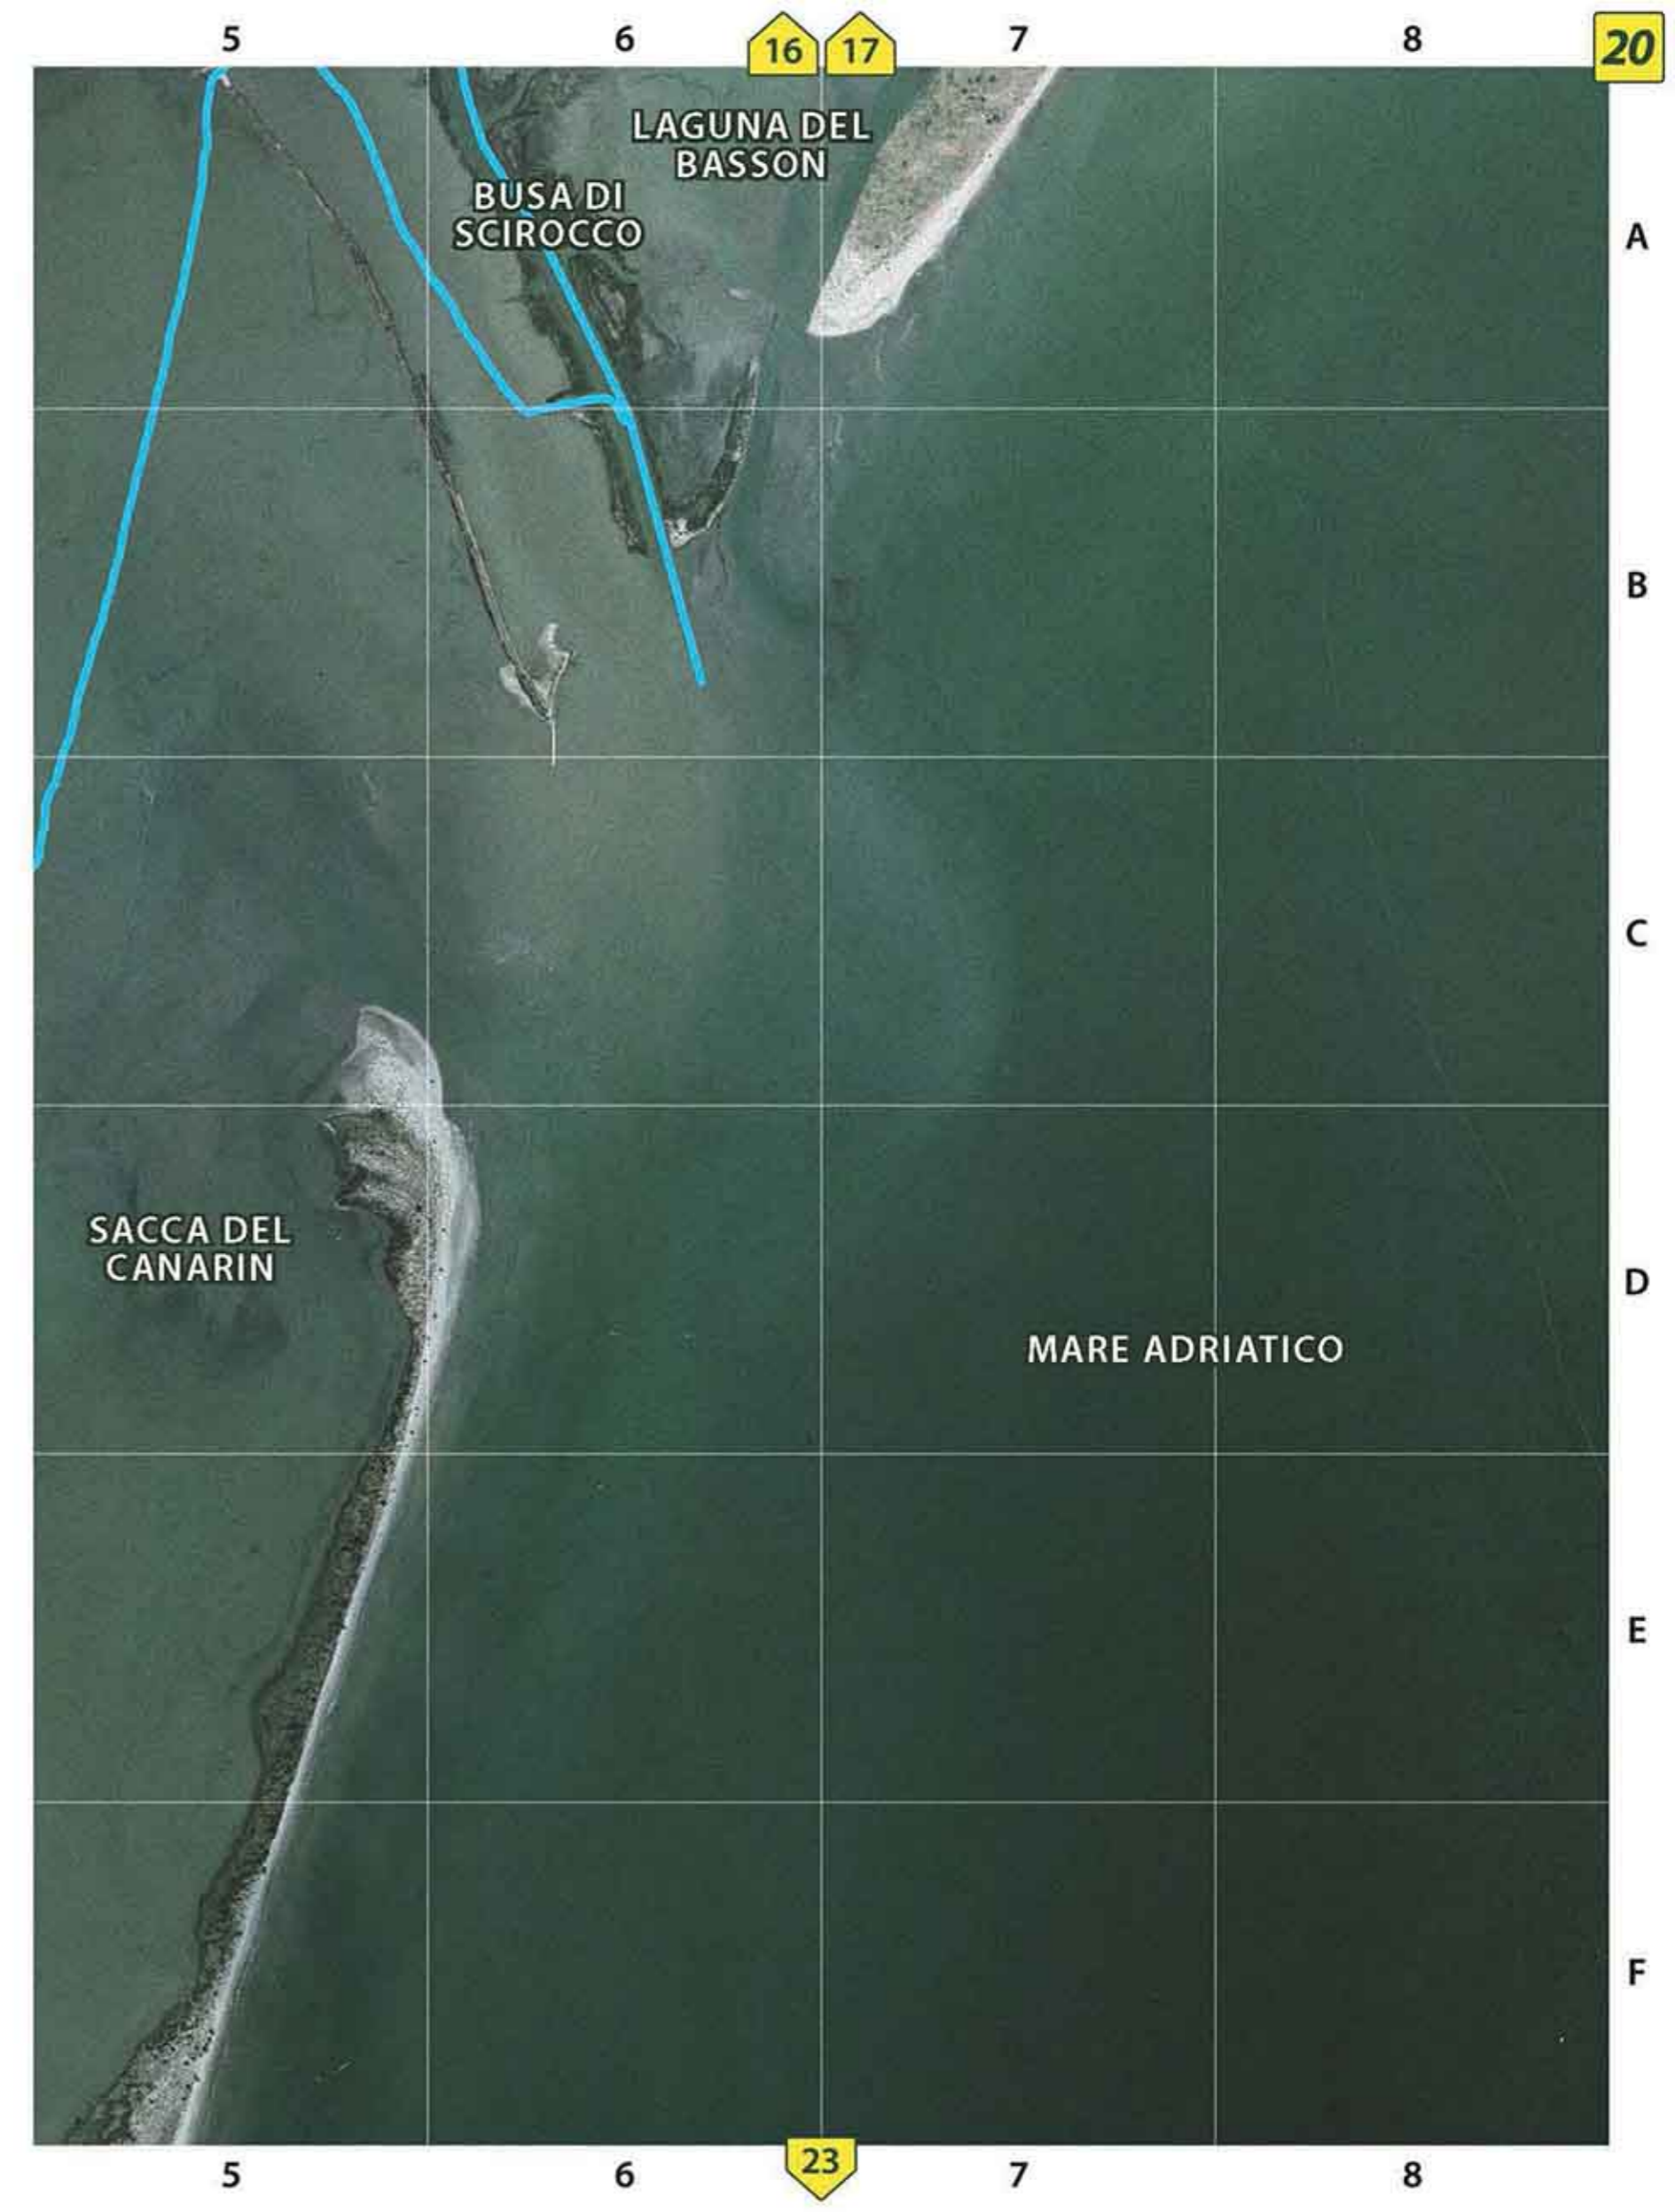 5 6 16 17 7 8 20
LAGUNA DEL
BASSON
BUSA DI
SCIROCCO
A
B
C
SACCA DEL
CANARIN
D
MARE ADRIATICO
E
F
5 6 23 7 8